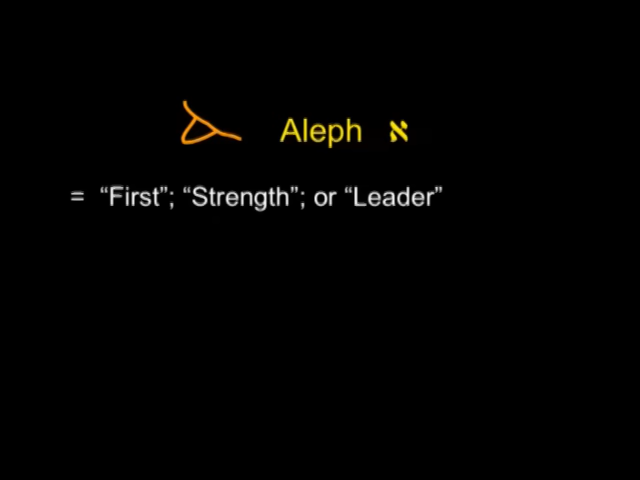 Aleph א
= “First”; “Strength”; or “Leader”